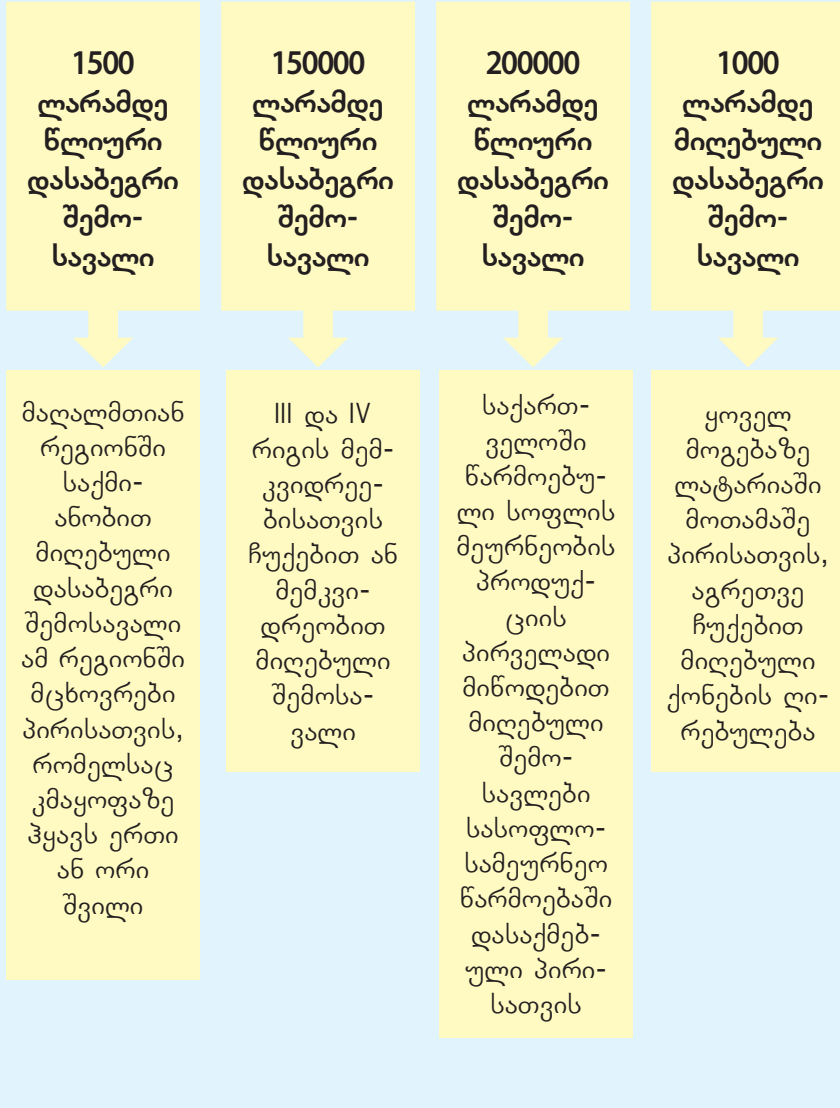 1500
ლარამდე
წლიური
დასაბეგრი
შემო-
სავალი
მაღალმთიან
რეგიონში
საქმი-
ანობით
მიღებული
დასაბეგრი
შემოსავალი
ამ რეგიონში
მცხოვრები
პირისათვის,
რომელსაც
კმაყოფაზე
ჰყავს ერთი
ან ორი
შვილი
150000
ლარამდე
წლიური
დასაბეგრი
შემო-
სავალი
III და IV
რიგის მემ-
კვიდრეე-
ბისათვის
ჩუქებით ან
მემკვი-
დრეობით
მიღებული
შემოსა-
ვალი
200000
ლარამდე
წლიური
დასაბეგრი
შემო-
სავალი
საქართ-
ველოში
წარმოებუ-
ლი სოფლის
მეურნეობის
პროდუქ-
ციის
პირველადი
მიწოდებით
მიღებული
შემო-
სავლები
სასოფლო-
სამეურნეო
წარმოებაში
დასაქმებ-
ული პირი-
სათვის
1000
ლარამდე
მიღებული
დასაბეგრი
შემო-
სავალი
ყოველ
მოგებაზე
ლატარიაში
მოთამაშე
პირისათვის,
აგრეთვე
ჩუქებით
მიღებული
ქონების ღი-
რებულება